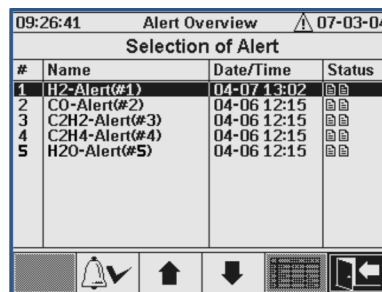 09:26:41 Alert Overview 07-03-04
Selection of Alert
# Name Date/Time Status
1 H2-Alert(#1) 04-07 13:02
2 CO-Alert(#2) 04-06 12:15
3 C2H2-Alert(#3) 04-06 12:15
4 C2H4-Alert(#4) 04-06 12:15
5 H2O-Alert(#5) 04-06 12:15